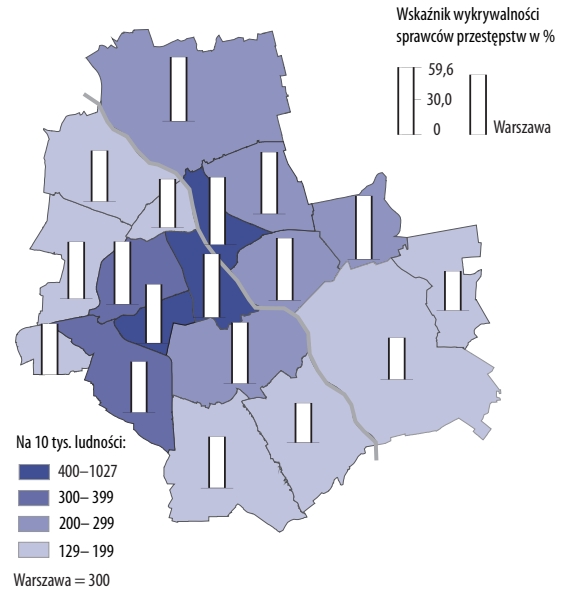 Wskaźnik wykrywalności
sprawców przestępstw w %
59,6
30,0
0
Warszawa
Na 10 tys. ludności:
400–1027
300– 399
200– 299
129– 199
Warszawa = 300